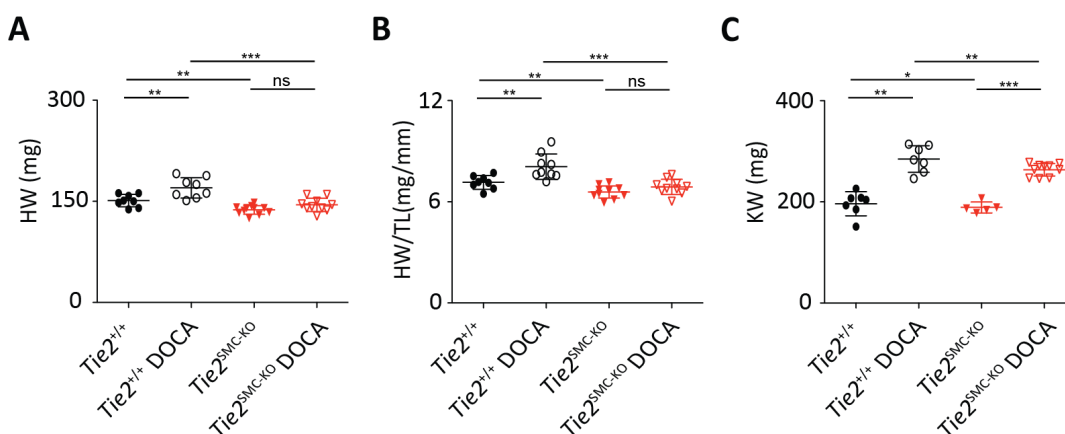 A
HW (mg)
300
150
0
***
**
ns
**
Tie2+/+
Tie2+/+ DOCA
Tie2SMC-KO
Tie2SMC-KO DOCA
B
HW/TL(mg/mm)
12
6
0
***
**
ns
**
Tie2+/+
Tie2+/+ DOCA
Tie2SMC-KO
Tie2SMC-KO DOCA
C
KW (mg)
400
200
0
**
*
***
**
Tie2+/+
Tie2+/+ DOCA
Tie2SMC-KO
Tie2SMC-KO DOCA